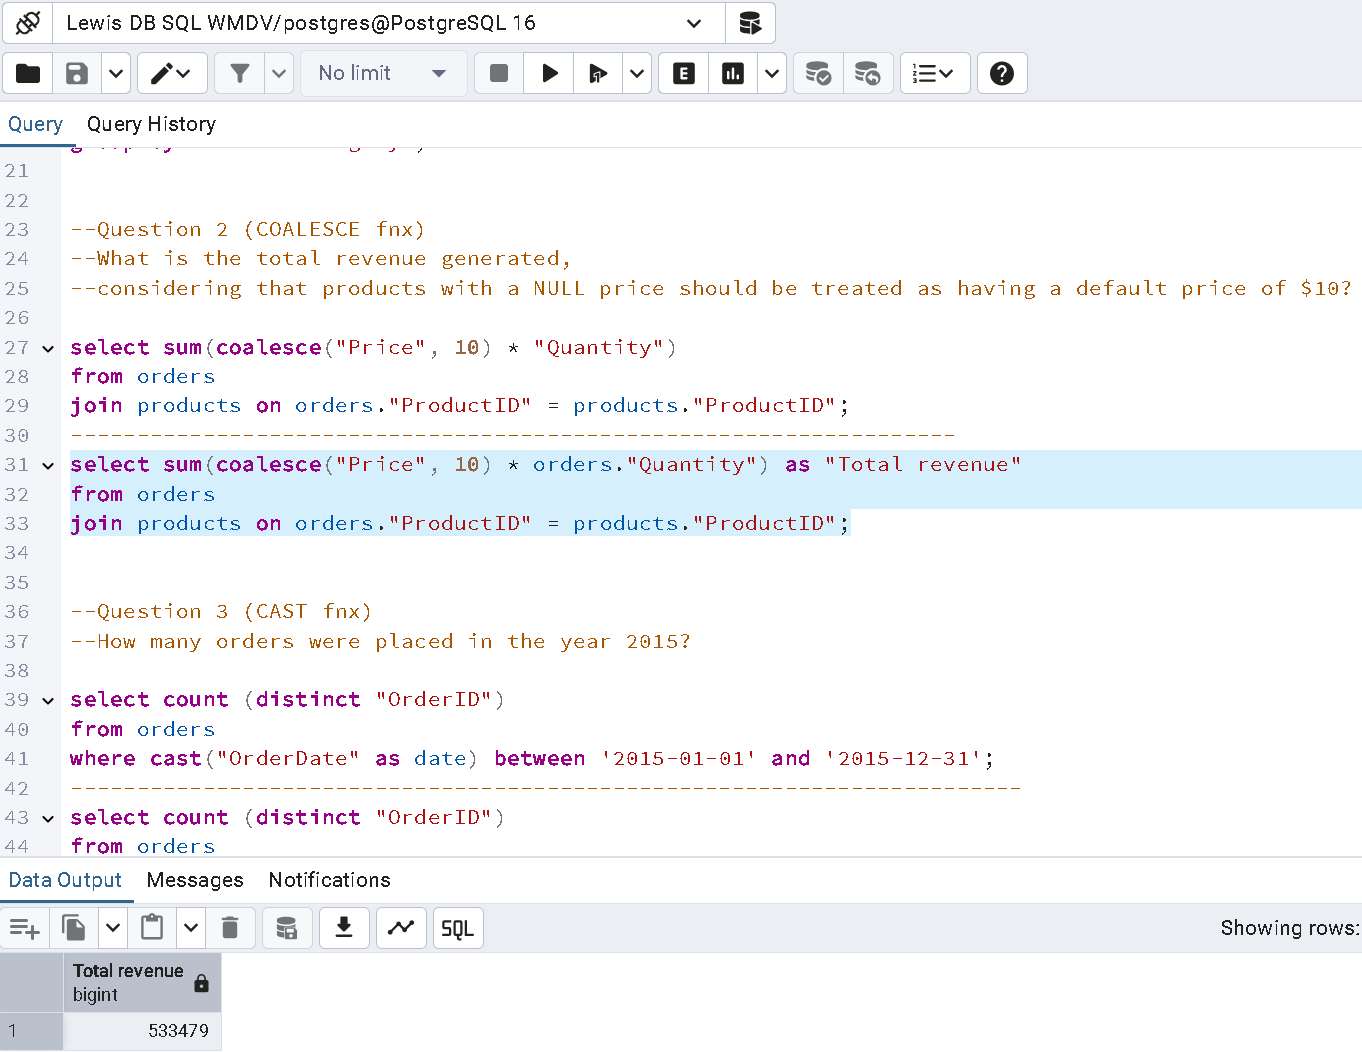 Lewis DB SQL WMDV/postgres@PostgreSQL 16
No limit
E
Query Query History
21
22
23 --Question 2 (COALESCE fnx)
24 --What is the total revenue generated,
25 --considering that products with a NULL price should be treated as having a default price of $10?
26
27 select sum(coalesce("Price", 10) * "Quantity")
28 from orders
29 join products on orders."ProductID" = products."ProductID";
30 -------------------------------------------------------------------
31 select sum(coalesce("Price", 10) * orders."Quantity") as "Total revenue"
32 from orders
33 join products on orders."ProductID" = products."ProductID";
34
35
36 --Question 3 (CAST fnx)
37 --How many orders were placed in the year 2015?
38
39 select count (distinct "OrderID")
40 from orders
41 where cast("OrderDate" as date) between '2015-01-01' and '2015-12-31';
42 ------------------------------------------------------------------------
43 select count (distinct "OrderID")
44 from orders
Data Output Messages Notifications
SQL
Showing rows:
Total revenue
bigint
1 533479